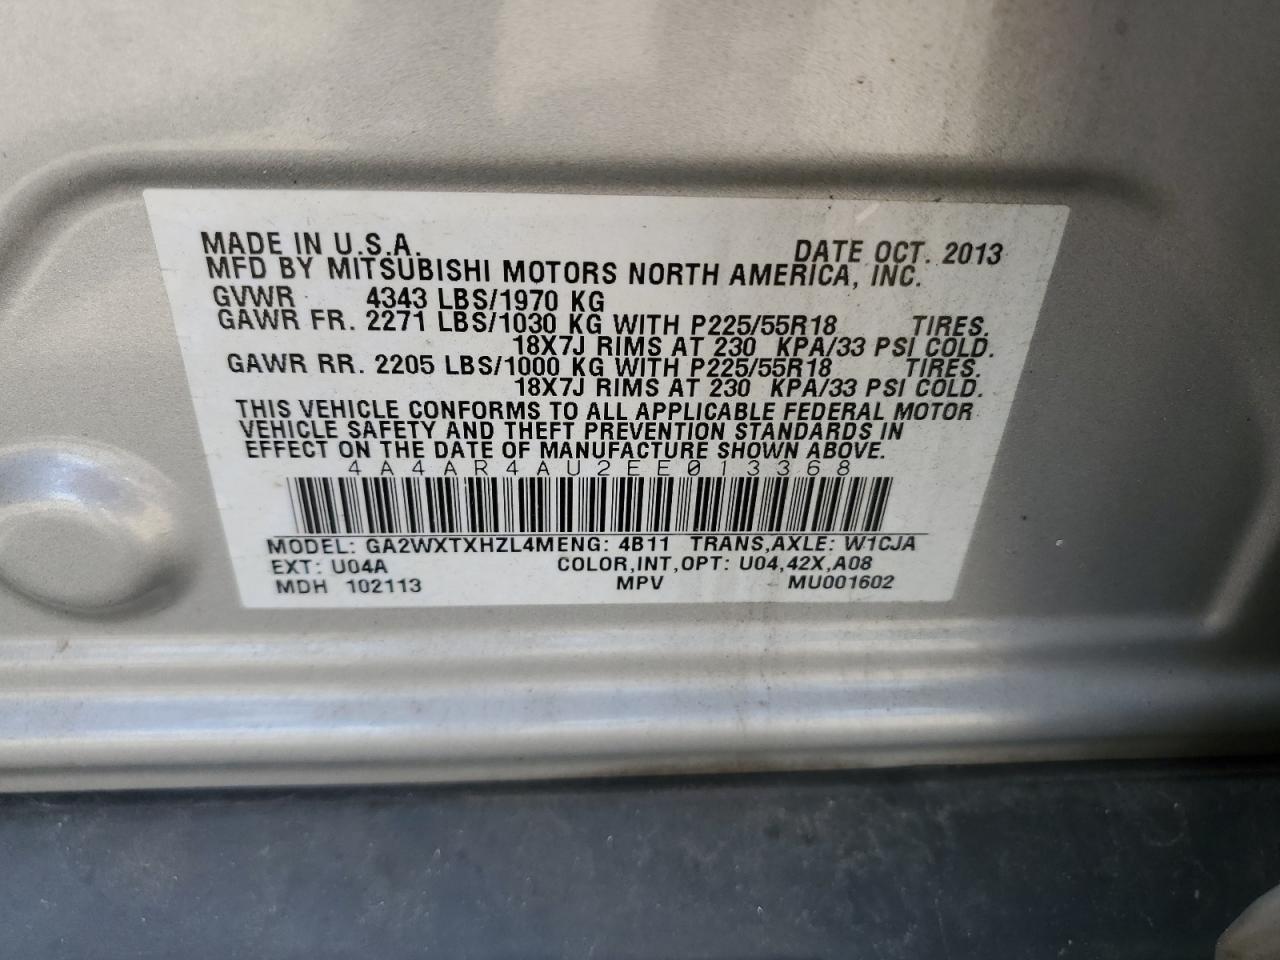 MADE IN U.S.A. DATE OCT. 2013
MFD BY MITSUBISHI MOTORS NORTH AMERICA, INC.
GVWR 4343 LBS/1970 KG
GAWR FR. 2271 LBS/1030 KG WITH P225/55R18 TIRES.
18X7J RIMS AT 230 KPA/33 PSI COLD.
GAWR RR. 2205 LBS/1000 KG WITH P225/55R18 TIRES.
18X7J RIMS AT 230 KPA/33 PSI COLD.
THIS VEHICLE CONFORMS TO ALL APPLICABLE FEDERAL MOTOR
VEHICLE SAFETY AND THEFT PREVENTION STANDARDS IN
EFFECT ON THE DATE OF MANUFACTURE SHOWN ABOVE.
4A4AR4AU2EE013368
MODEL: GA2WXTXHZL4MENG: 4B11 TRANS,AXLE: W1CJA
EXT: U04A COLOR,INT,OPT: U04,42X,A08
MDH 102113 MPV MU001602